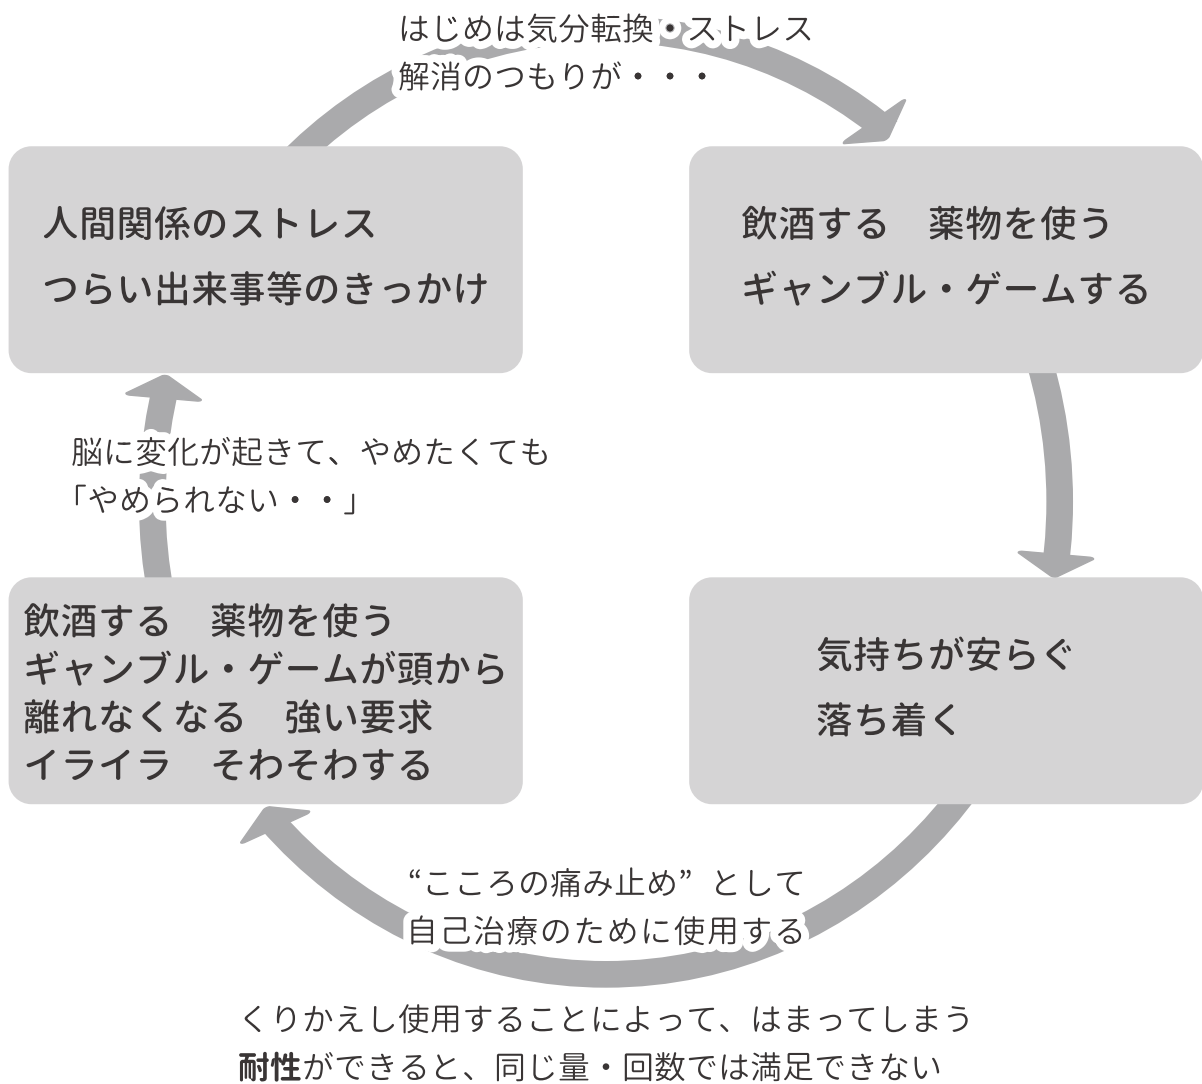 はじめは気分転換・ストレス
解消のつもりが・・・
人間関係のストレス
つらい出来事等のきっかけ
飲酒する　薬物を使う
ギャンブル・ゲームする
脳に変化が起きて、やめたくても
「やめられない・・」
飲酒する　薬物を使う
ギャンブル・ゲームが頭から
離れなくなる　強い要求
イライラ　そわそわする
気持ちが安らぐ
落ち着く
“こころの痛み止め”として
自己治療のために使用する
くりかえし使用することによって、はまってしまう
耐性ができると、同じ量・回数では満足できない